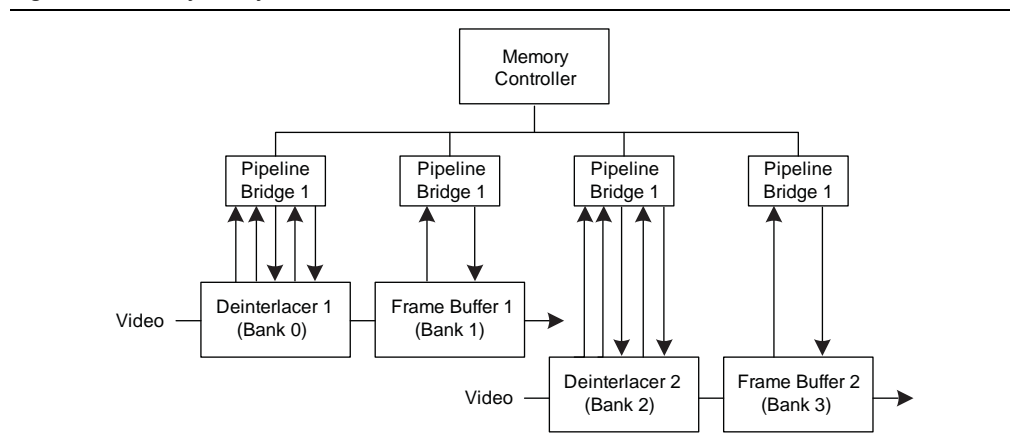 Memory
Controller
Pipeline
Bridge 1
Pipeline
Bridge 1
Pipeline
Bridge 1
Pipeline
Bridge 1
Video
Deinterlacer 1
(Bank 0)
Frame Buffer 1
(Bank 1)
Video
Deinterlacer 2
(Bank 2)
Frame Buffer 2
(Bank 3)